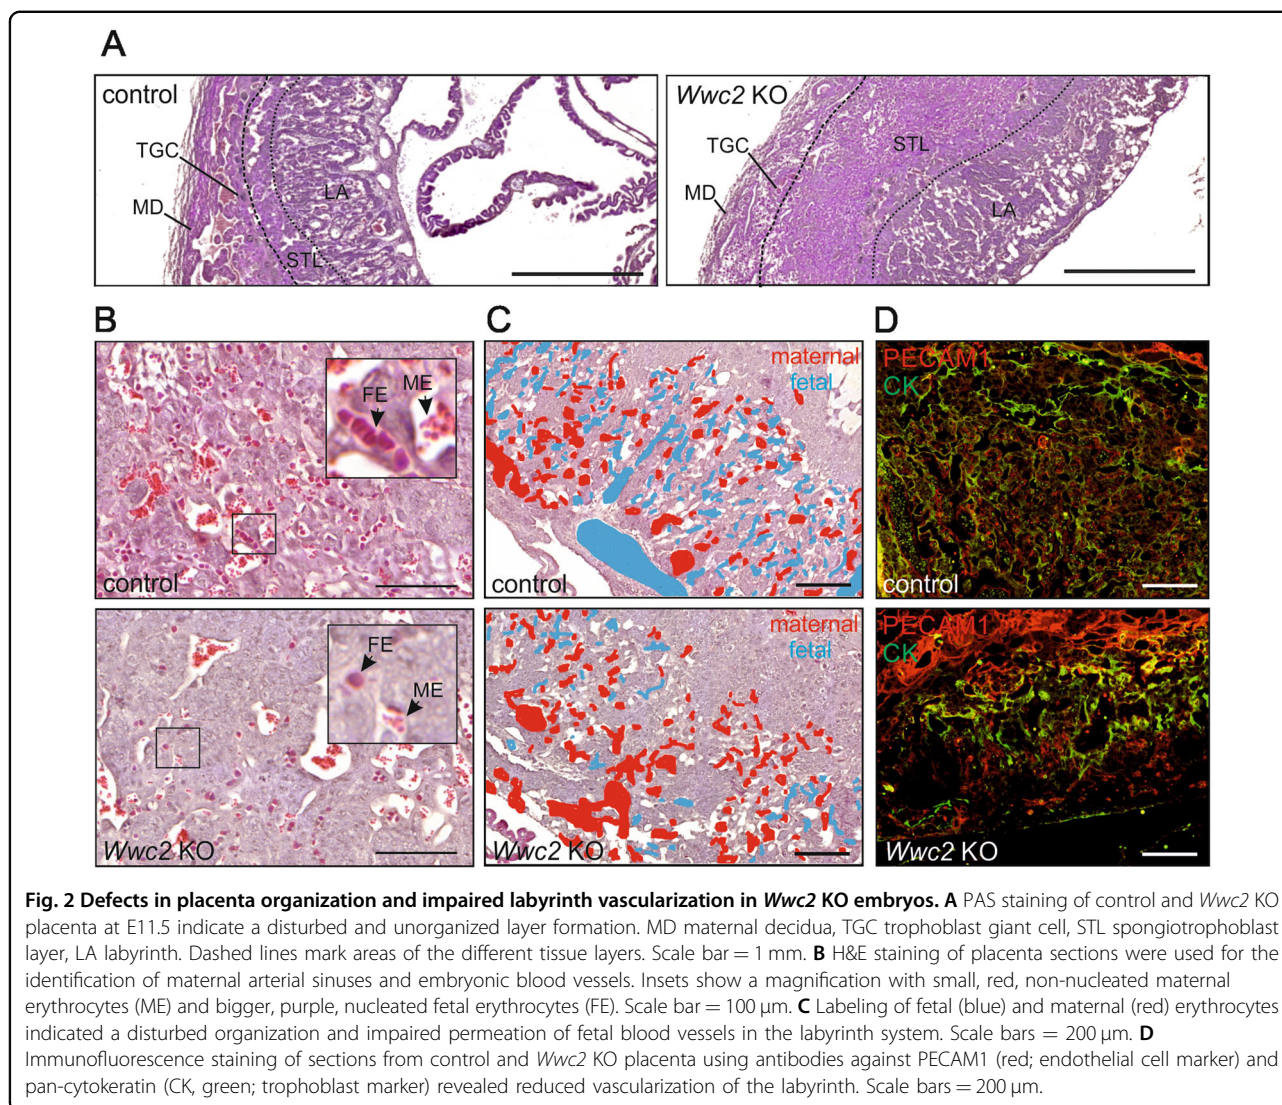 A
control
TGC
MD
STL
LA
Wwc2 KO
TGC
MD
STL
LA
B
FE
ME
control
FE
ME
Wwc2 KO
C
maternal
fetal
control
maternal
fetal
Wwc2 KO
D
PECAM1
CK
control
PECAM1
CK
Wwc2 KO
Fig. 2 Defects in placenta organization and impaired labyrinth vascularization in Wwc2 KO embryos. A PAS staining of control and Wwc2 KO
placenta at E11.5 indicate a disturbed and unorganized layer formation. MD maternal decidua, TGC trophoblast giant cell, STL spongiotrophoblast
layer, LA labyrinth. Dashed lines mark areas of the different tissue layers. Scale bar = 1 mm. B H&E staining of placenta sections were used for the
identification of maternal arterial sinuses and embryonic blood vessels. Insets show a magnification with small, red, non-nucleated maternal
erythrocytes (ME) and bigger, purple, nucleated fetal erythrocytes (FE). Scale bar = 100 µm. C Labeling of fetal (blue) and maternal (red) erythrocytes
indicated a disturbed organization and impaired permeation of fetal blood vessels in the labyrinth system. Scale bars = 200 µm. D
Immunofluorescence staining of sections from control and Wwc2 KO placenta using antibodies against PECAM1 (red; endothelial cell marker) and
pan-cytokeratin (CK, green; trophoblast marker) revealed reduced vascularization of the labyrinth. Scale bars = 200 µm.